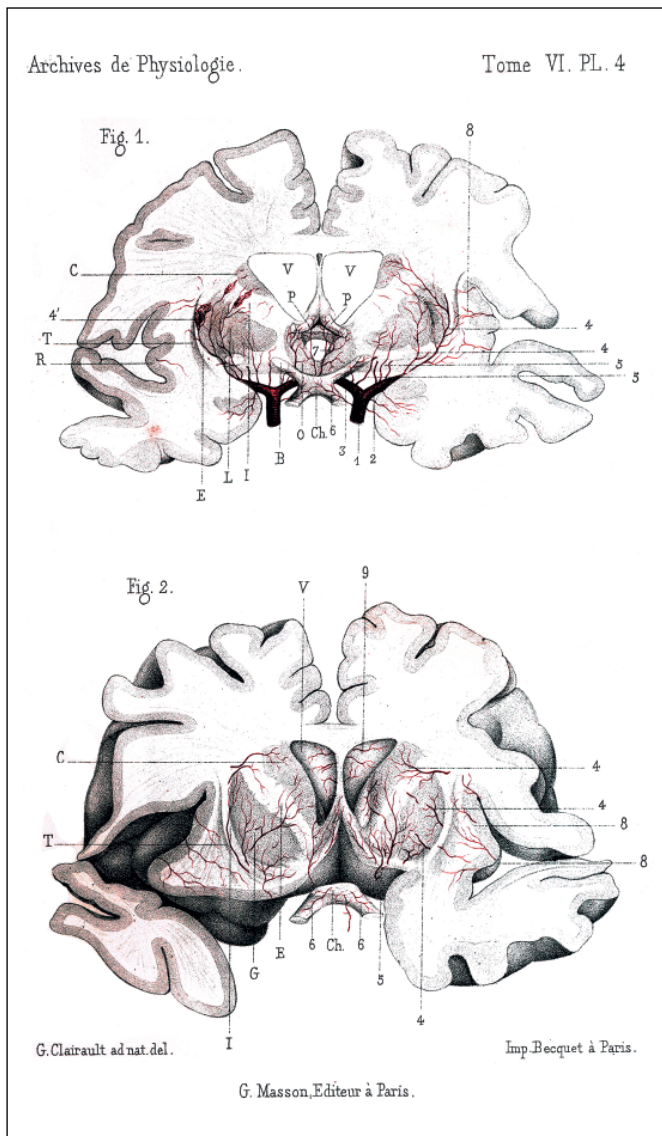 Archives de Physiologie. Tome VI. PL. 4
Fig. 1.
8
C
V V
P P
4'
T
R
7
4
4
5
5
B O Ch. 6 3 1 2
E L I
Fig. 2.
V 9
C
4
4
T
8
8
G E 6 Ch. 6 5 4
I
G. Clairault ad nat. del. Imp. Becquet à Paris.
G. Masson, Editeur à Paris.